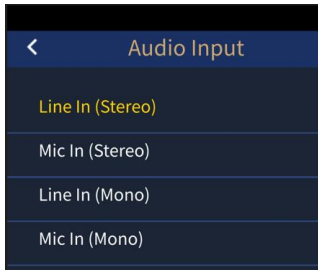 Audio Input
Line In (Stereo)
Mic In (Stereo)
Line In (Mono)
Mic In (Mono)